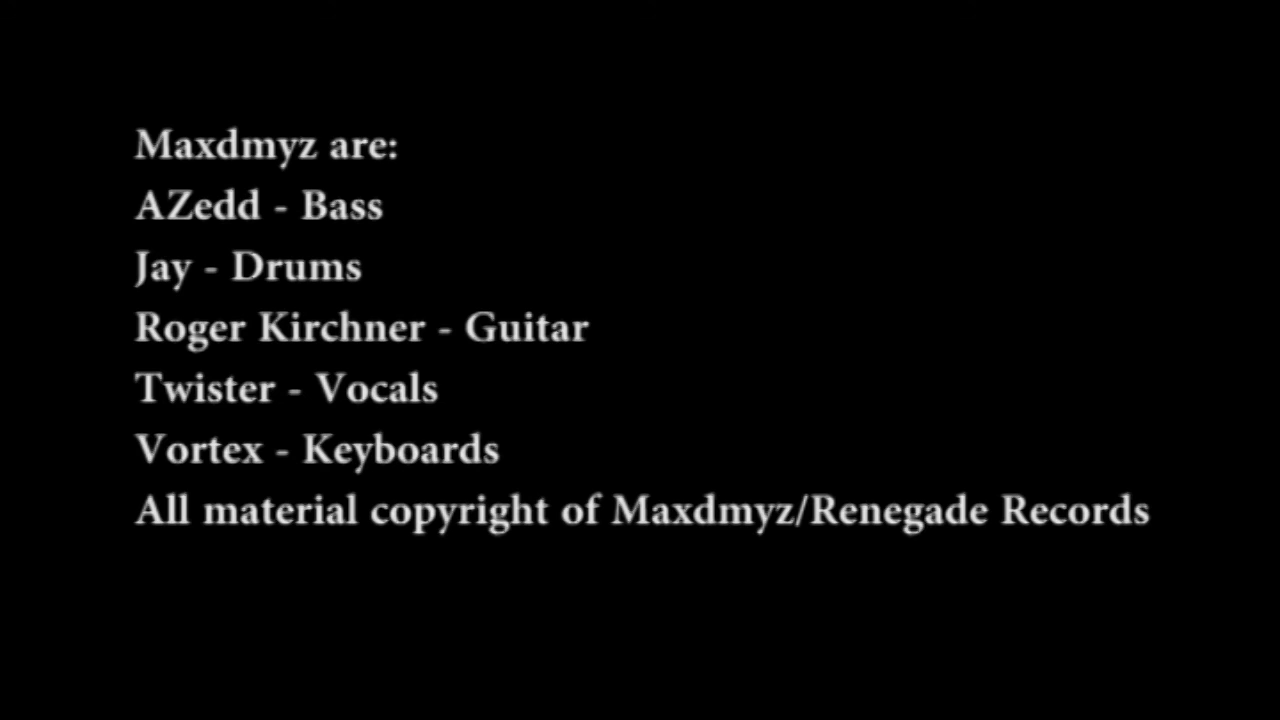 Maxdmyz are:
AZedd - Bass
Jay - Drums
Roger Kirchner - Guitar
Twister - Vocals
Vortex - Keyboards
All material copyright of Maxdmyz/Renegade Records